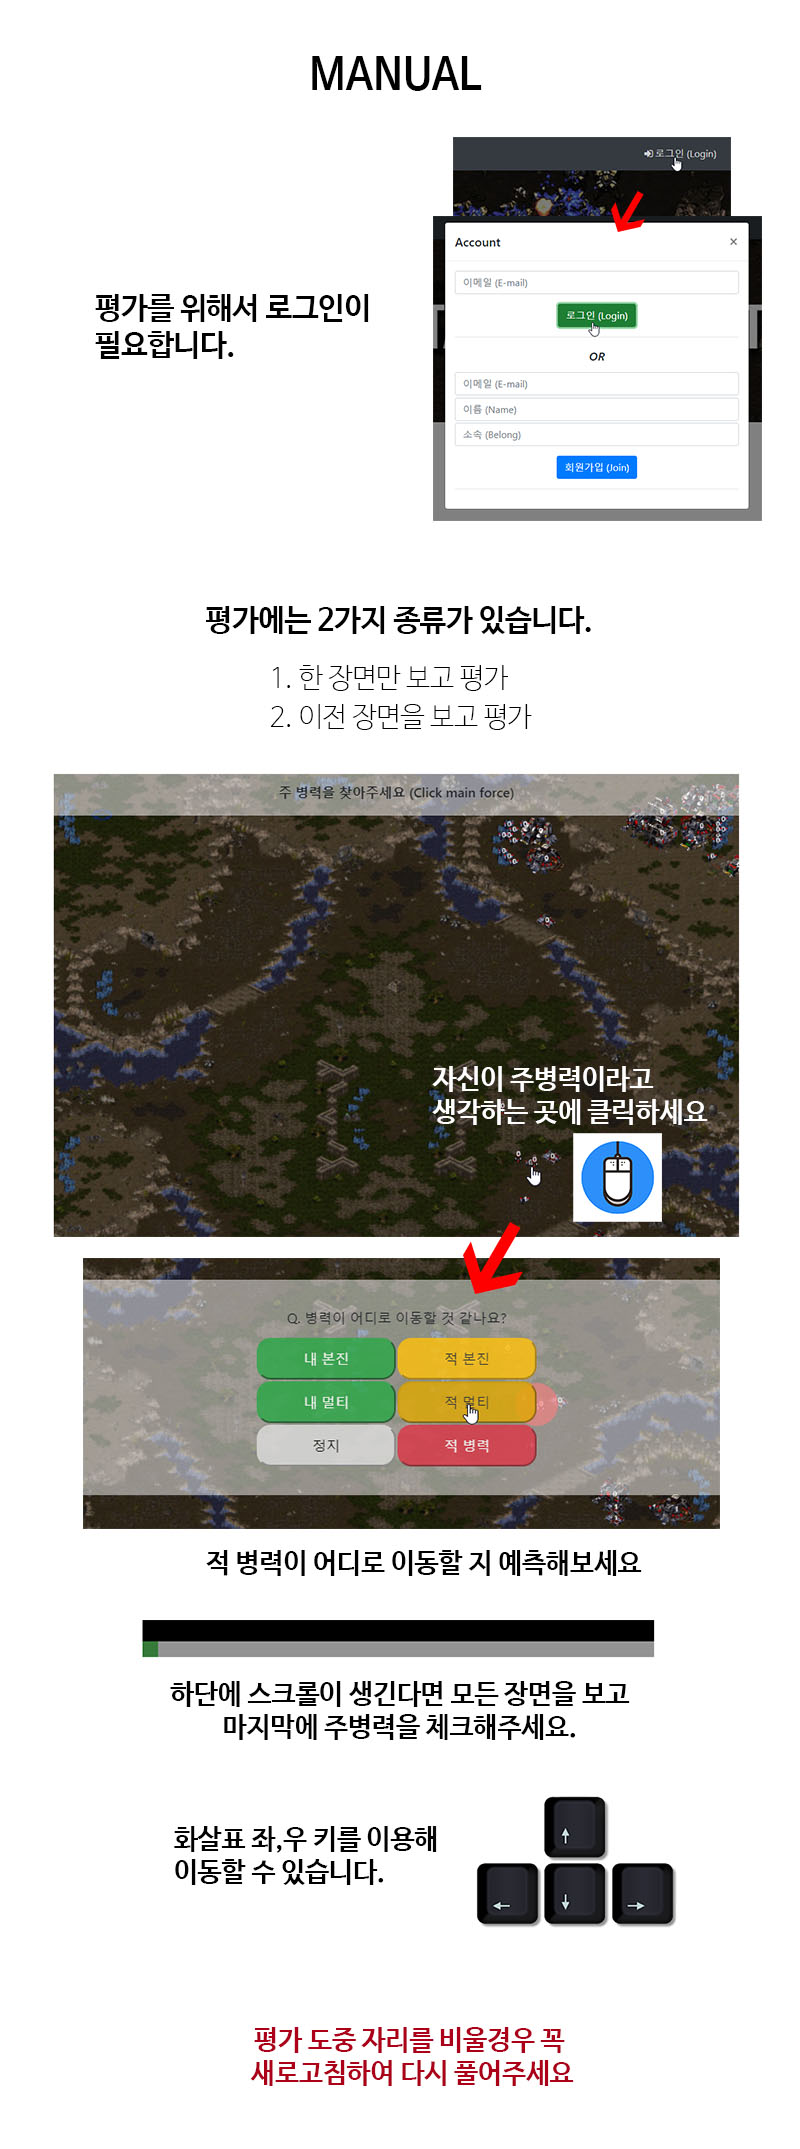 MANUAL
로그인 (Login)
Account
×
이메일 (E-mail)
로그인 (Login)
OR
이메일 (E-mail)
이름 (Name)
소속 (Belong)
회원가입 (Join)
평가를 위해서 로그인이
필요합니다.
평가에는 2가지 종류가 있습니다.
1. 한 장면만 보고 평가
2. 이전 장면을 보고 평가
주 병력을 찾아주세요 (Click main force)
자신이 주병력이라고
생각하는 곳에 클릭하세요
Q. 병력이 어디로 이동할 것 같나요?
내 본진
적 본진
내 멀티
적 멀티
정지
적 병력
적 병력이 어디로 이동할 지 예측해보세요
하단에 스크롤이 생긴다면 모든 장면을 보고
마지막에 주병력을 체크해주세요.
화살표 좌,우 키를 이용해
이동할 수 있습니다.
평가 도중 자리를 비울경우 꼭
새로고침하여 다시 풀어주세요